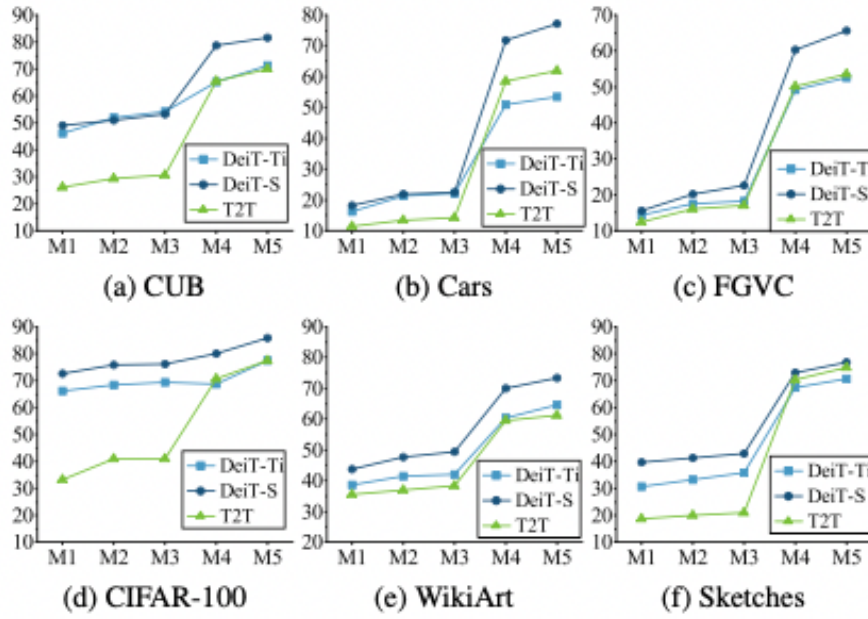 90
80
70
60
50
40
30
20
10
M1 M2 M3 M4 M5
DeiT-Ti
DeiT-S
T2T
(a) CUB
80
70
60
50
40
30
20
10
M1 M2 M3 M4 M5
DeiT-Ti
DeiT-S
T2T
(b) Cars
70
60
50
40
30
20
10
M1 M2 M3 M4 M5
DeiT-Ti
DeiT-S
T2T
(c) FGVC
90
80
70
60
50
40
30
20
10
M1 M2 M3 M4 M5
DeiT-Ti
DeiT-S
T2T
(d) CIFAR-100
90
80
70
60
50
40
30
20
M1 M2 M3 M4 M5
DeiT-Ti
DeiT-S
T2T
(e) WikiArt
90
80
70
60
50
40
30
20
10
M1 M2 M3 M4 M5
DeiT-Ti
DeiT-S
T2T
(f) Sketches